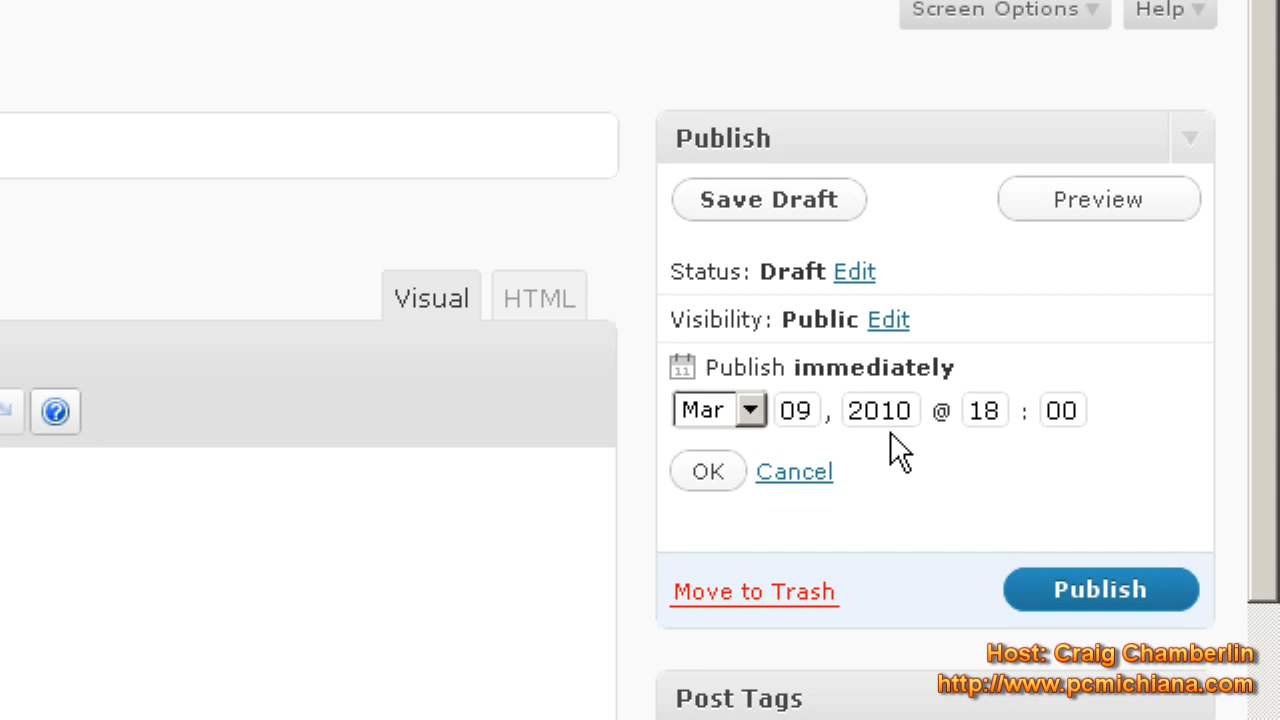 Screen Options Help
Publish
Save Draft Preview
Status: Draft Edit
Visual HTML
Visibility: Public Edit
11 Publish immediately
Mar 09 , 2010 @ 18 : 00
OK Cancel
Move to Trash Publish
Host: Craig Chamberlin
http://www.pcmichiana.com
Post Tags